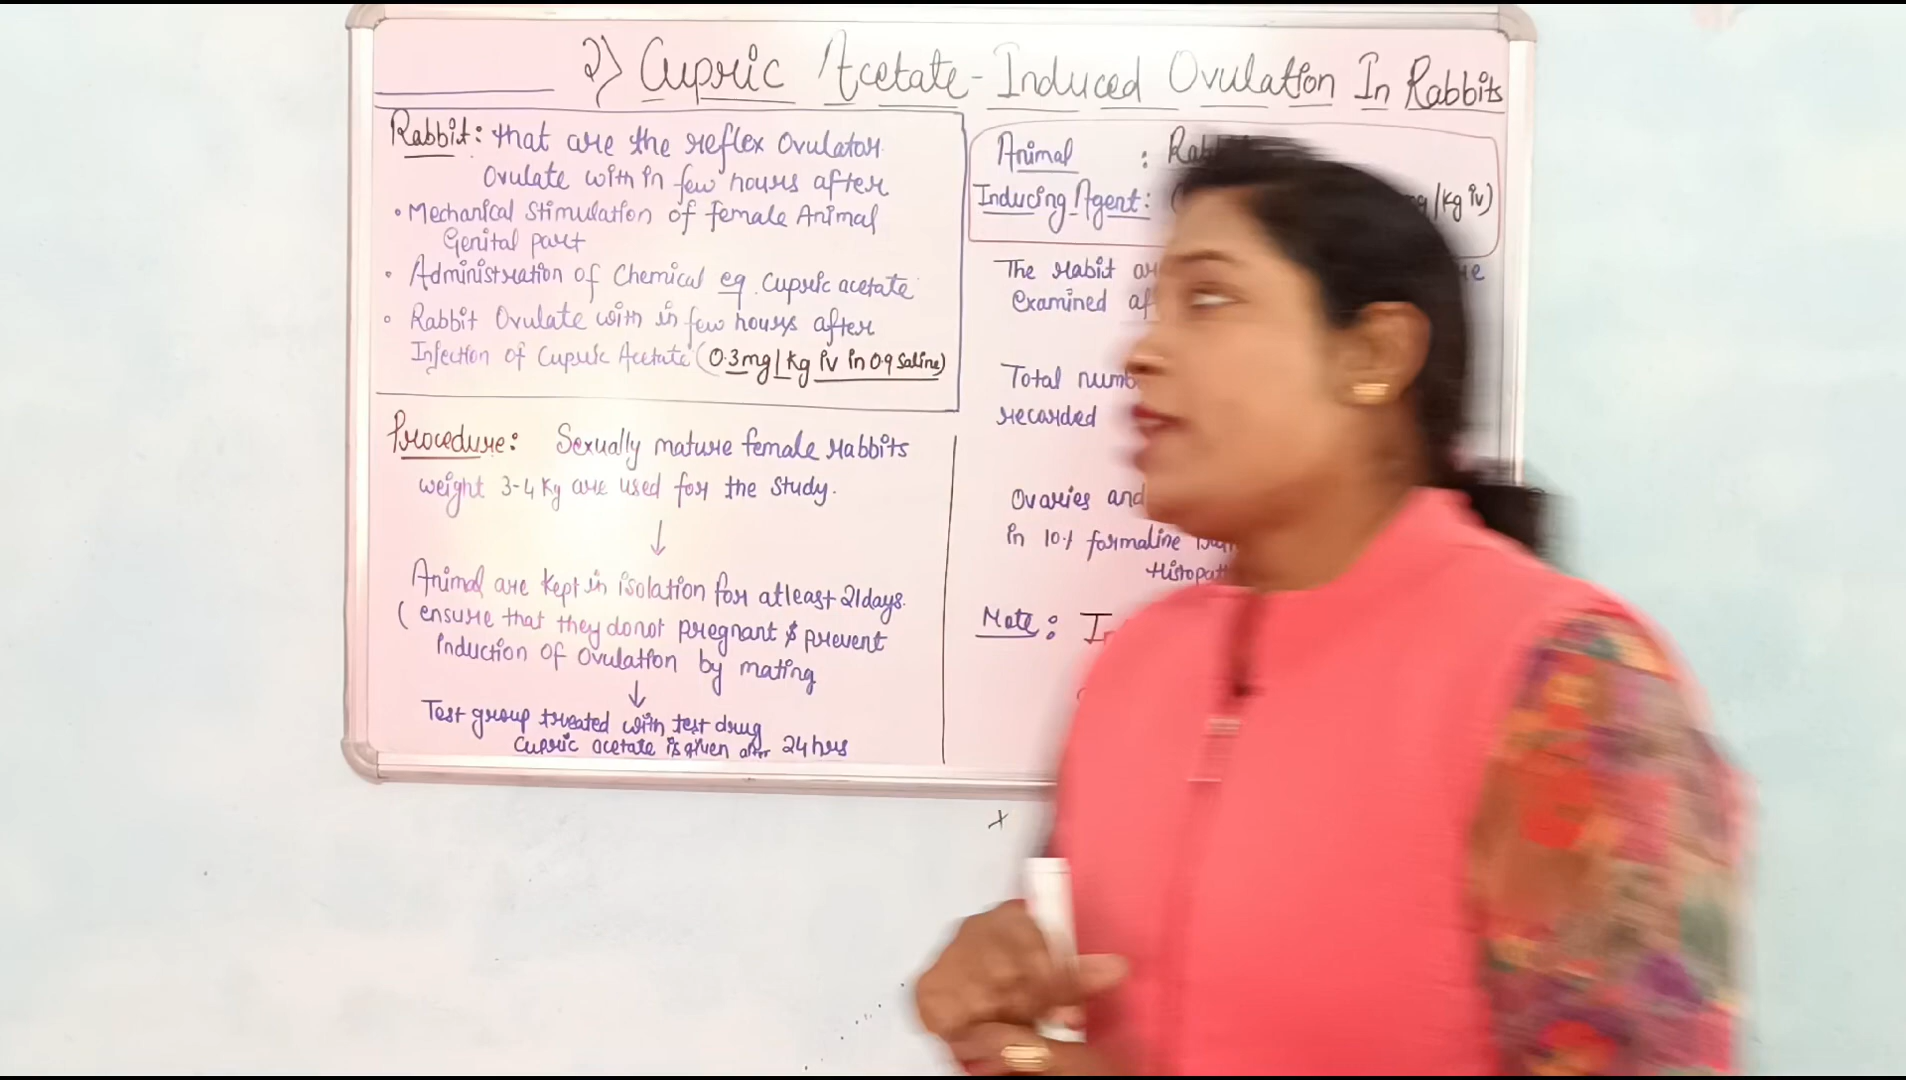 2) Cupric Acetate-Induced Ovulation In Rabbits
Rabbit: that are the reflex Ovulator
Ovulate with in few hours after
• Mechanical Stimulation of female Animal
Genital part
• Administration of Chemical eg. Cupric acetate
• Rabbit Ovulate with in few hours after
Injection of Cupric Acetate (0.3mg/kg iv in 0.9 Saline)
Procedure: Sexually mature female rabbits
weight 3-4 Kg are used for the Study.
↓
Animal are kept in isolation for atleast 21days.
( ensure that they donot pregnant & prevent
Induction of Ovulation by mating
↓
Test group treated with test drug
Cupric acetate is given after 24 hrs
Animal :
Inducing Agent: /kg iv)
The rabit
Examined
Total
recarded
Ovaries and
in 10% formaline
Note: